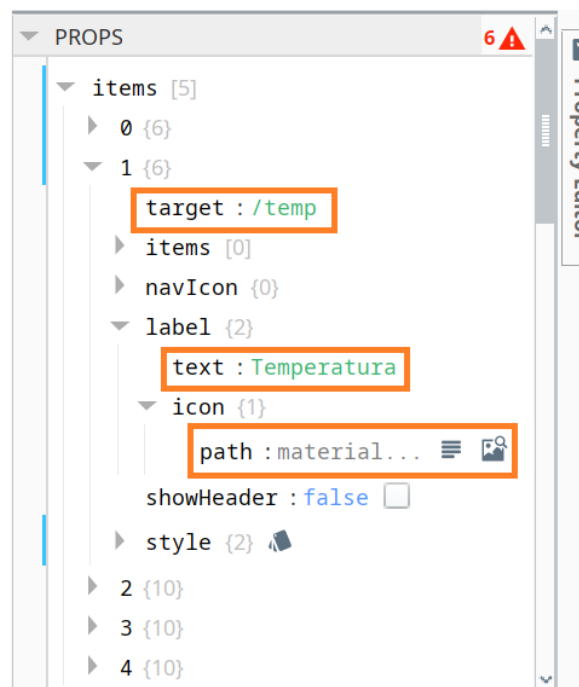 PROPS 6
items [5]
0 {6}
1 {6}
target : /temp
items [0]
navIcon {0}
label {2}
text : Temperatura
icon {1}
path : material...
showHeader : false
style {2}
2 {10}
3 {10}
4 {10}
Property Editor